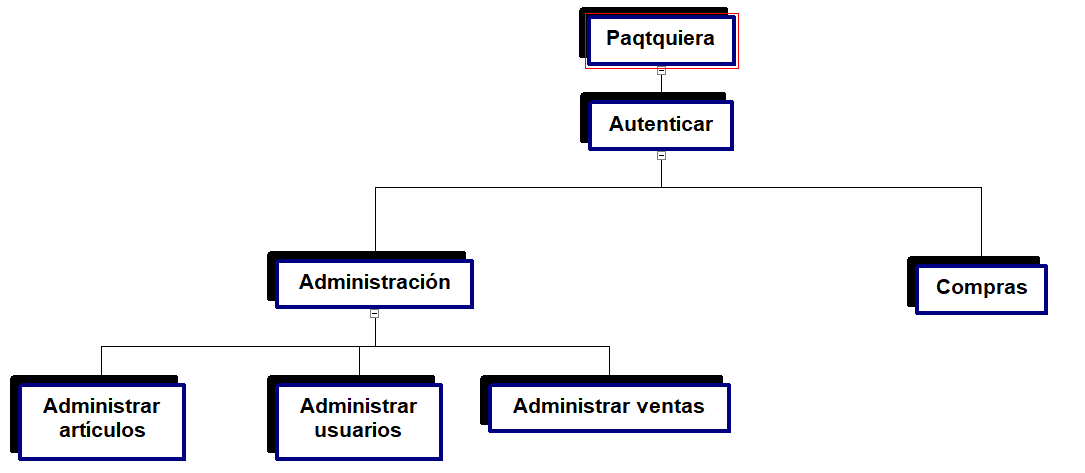 Paqtquiera
Autenticar
Administración
Compras
Administrar
artículos
Administrar
usuarios
Administrar ventas